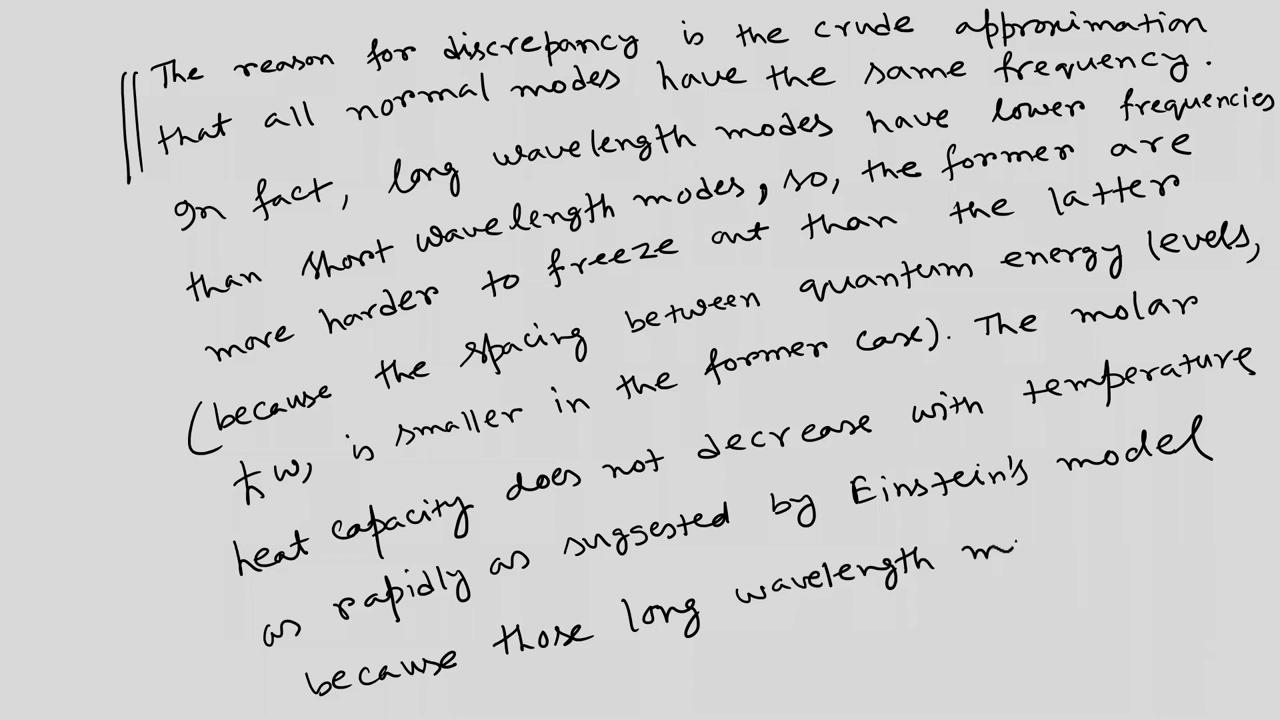 The reason for discrepancy is the crude approximation
that all normal modes have the same frequency.
In fact, long wavelength modes have lower frequencies
than short wavelength modes, so, the former are
more harder to freeze out than the latter
(because the spacing between quantum energy levels,
ħω, is smaller in the former case). The molar
heat capacity does not decrease with temperature
as rapidly as suggested by Einstein's model
because those long wavelength m